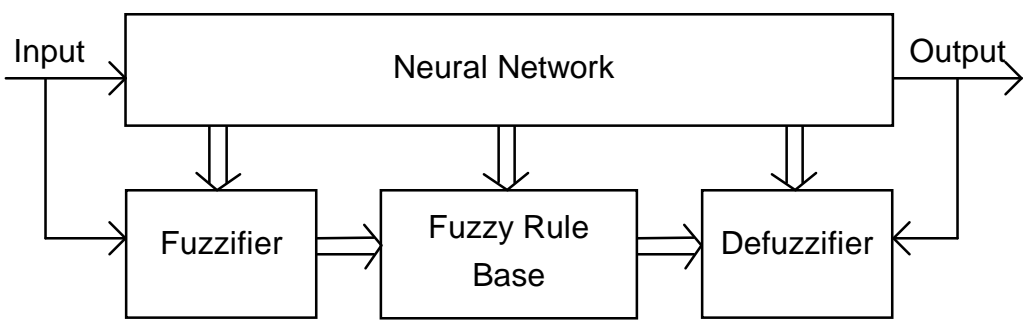 Input
Neural Network
Output
Fuzzifier
Fuzzy Rule
Base
Defuzzifier